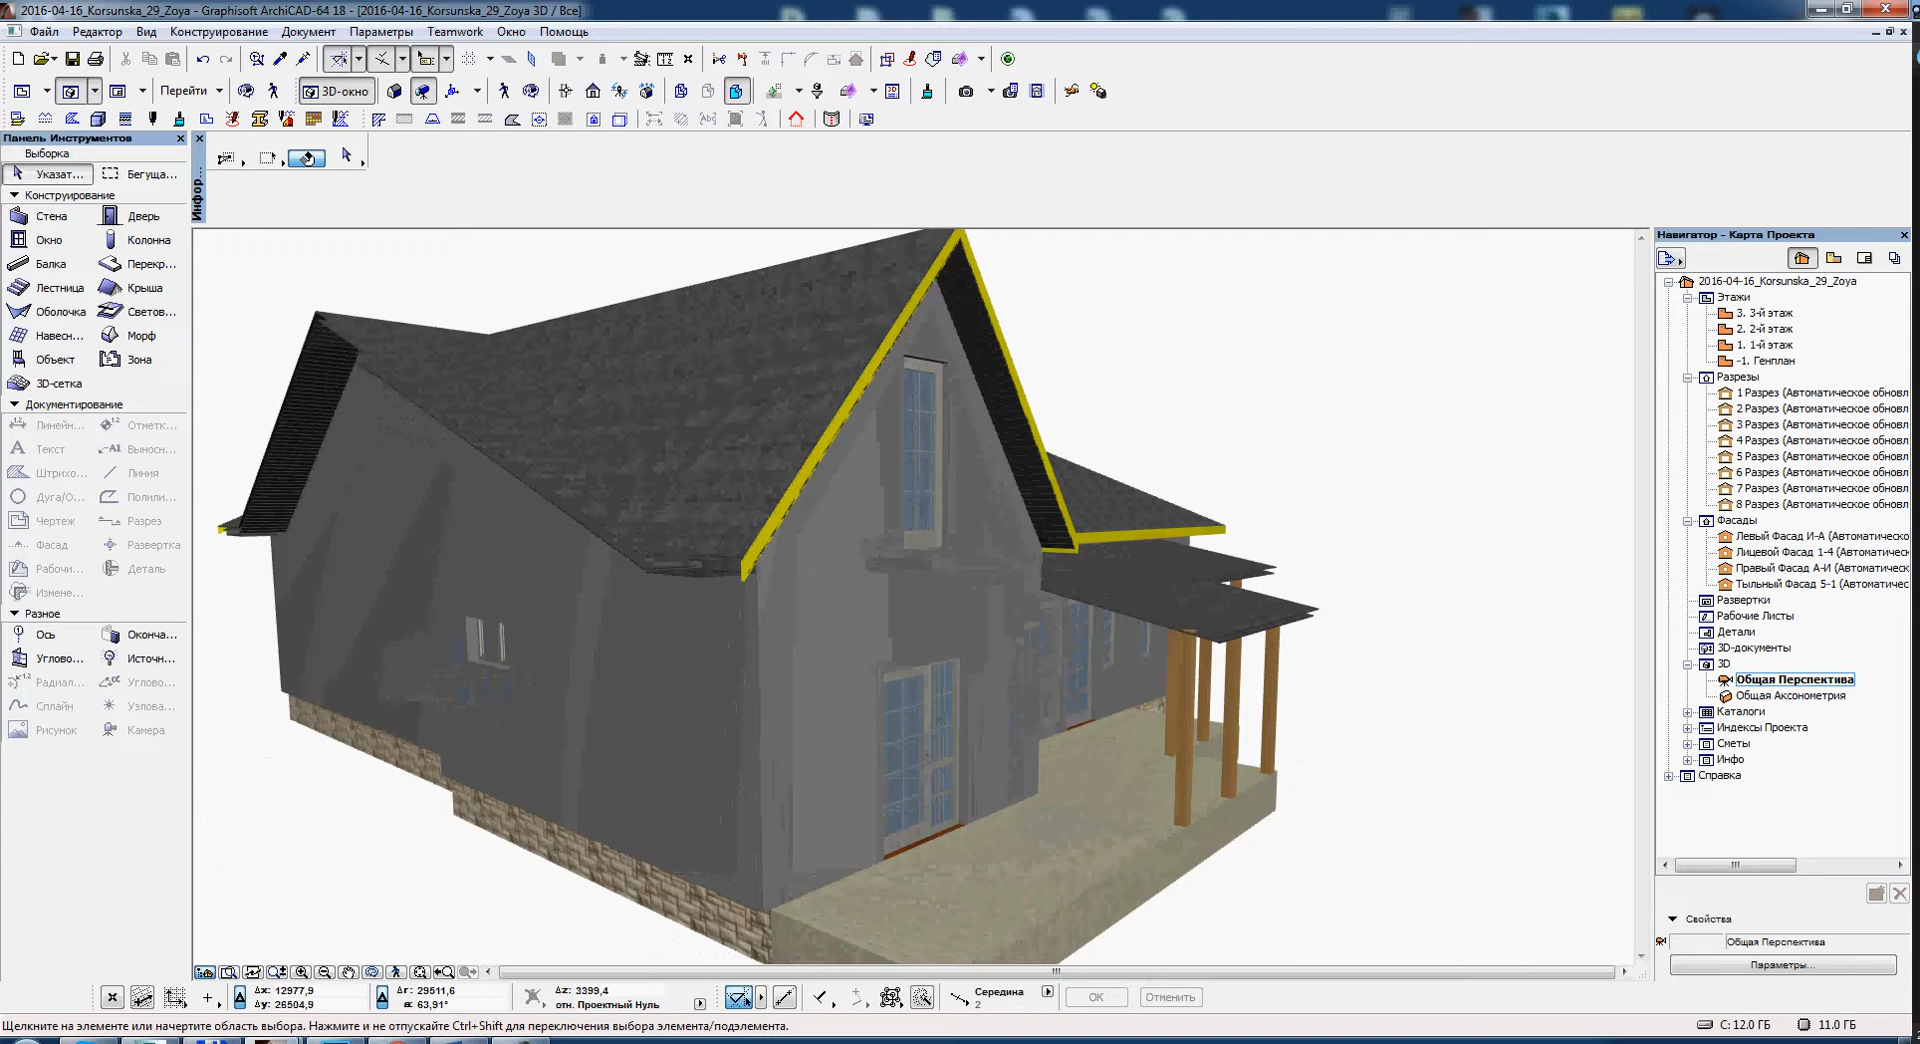 2016-04-16_Korsunska_29_Zoya - Graphisoft ArchiCAD-64 18 - [2016-04-16_Korsunska_29_Zoya 3D / Все]
Файл Редактор Вид Конструирование Документ Параметры Teamwork Окно Помощь
Перейти 3D-окно
Панель Инструментов
Выборка
Указат... Бегуща...
Конструирование
Стена Дверь
Окно Колонна
Балка Перекр...
Лестница Крыша
Оболочка Светов...
Навесн... Морф
Объект Зона
3D-сетка
Документирование
Линейн... Отметк...
Текст Выносн...
Штрихо... Линия
Дуга/О... Полили...
Чертеж Разрез
Фасад Развертка
Рабочи... Деталь
Измене...
Разное
Ось Оконча...
Углово... Источн...
Радиал... Углово...
Сплайн Узлова...
Рисунок Камера
Инфор...
Навигатор - Карта Проекта
2016-04-16_Korsunska_29_Zoya
Этажи
3. 3-й этаж
2. 2-й этаж
1. 1-й этаж
-1. Генплан
Разрезы
1 Разрез (Автоматическое обновл
2 Разрез (Автоматическое обновл
3 Разрез (Автоматическое обновл
4 Разрез (Автоматическое обновл
5 Разрез (Автоматическое обновл
6 Разрез (Автоматическое обновл
7 Разрез (Автоматическое обновл
8 Разрез (Автоматическое обновл
Фасады
Левый Фасад И-А (Автоматическо
Лицевой Фасад 1-4 (Автоматичес
Правый Фасад А-И (Автоматическ
Тыльный Фасад 5-1 (Автоматичес
Развертки
Рабочие Листы
Детали
3D-документы
3D
Общая Перспектива
Общая Аксонометрия
Каталоги
Индексы Проекта
Сметы
Инфо
Справка
Свойства
Общая Перспектива
Параметры...
Δx: 12977,9
Δy: 26504,9
Δr: 29511,6
a: 63,91°
Δz: 3399,4
отн. Проектный Нуль
Середина
2
OK Отменить
Щелкните на элементе или начертите область выбора. Нажмите и не отпускайте Ctrl+Shift для переключения выбора элемента/подэлемента.
C: 12.0 ГБ 11.0 ГБ